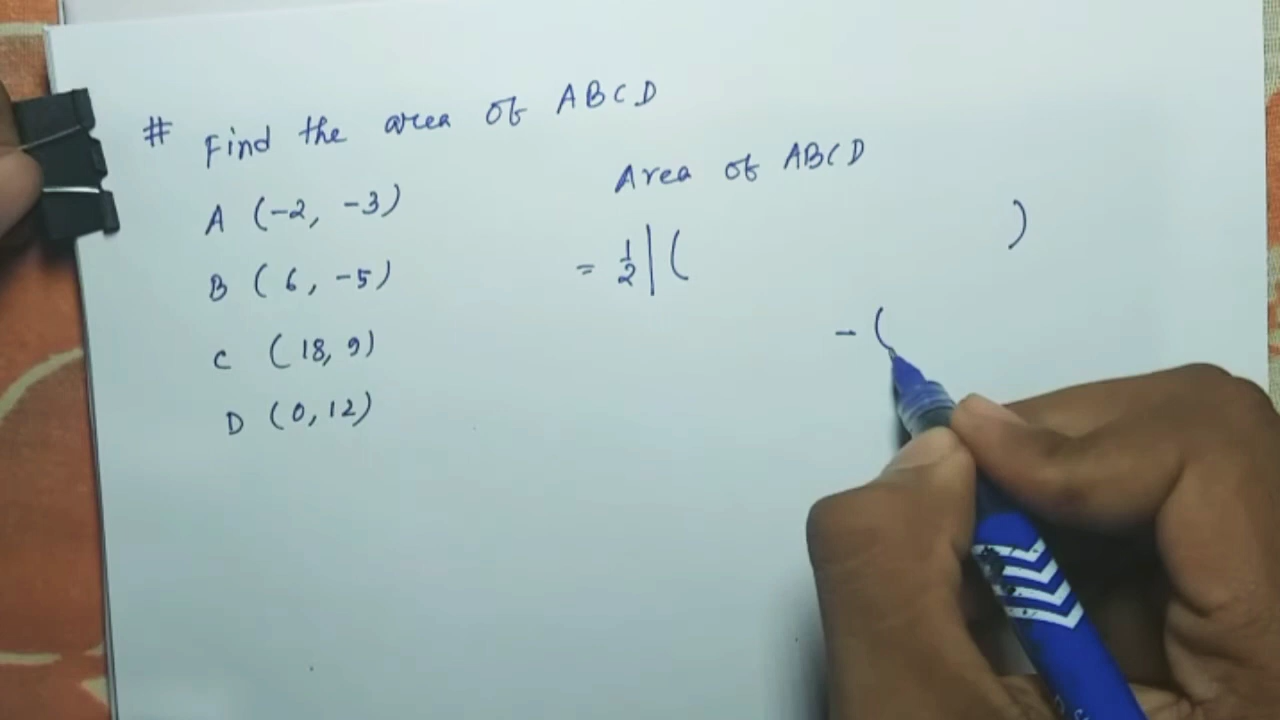 # Find the area of ABCD
A (-2, -3)
B (6, -5)
C (18, 9)
D (0, 12)
Area of ABCD
= 1/2 | ( )
- (